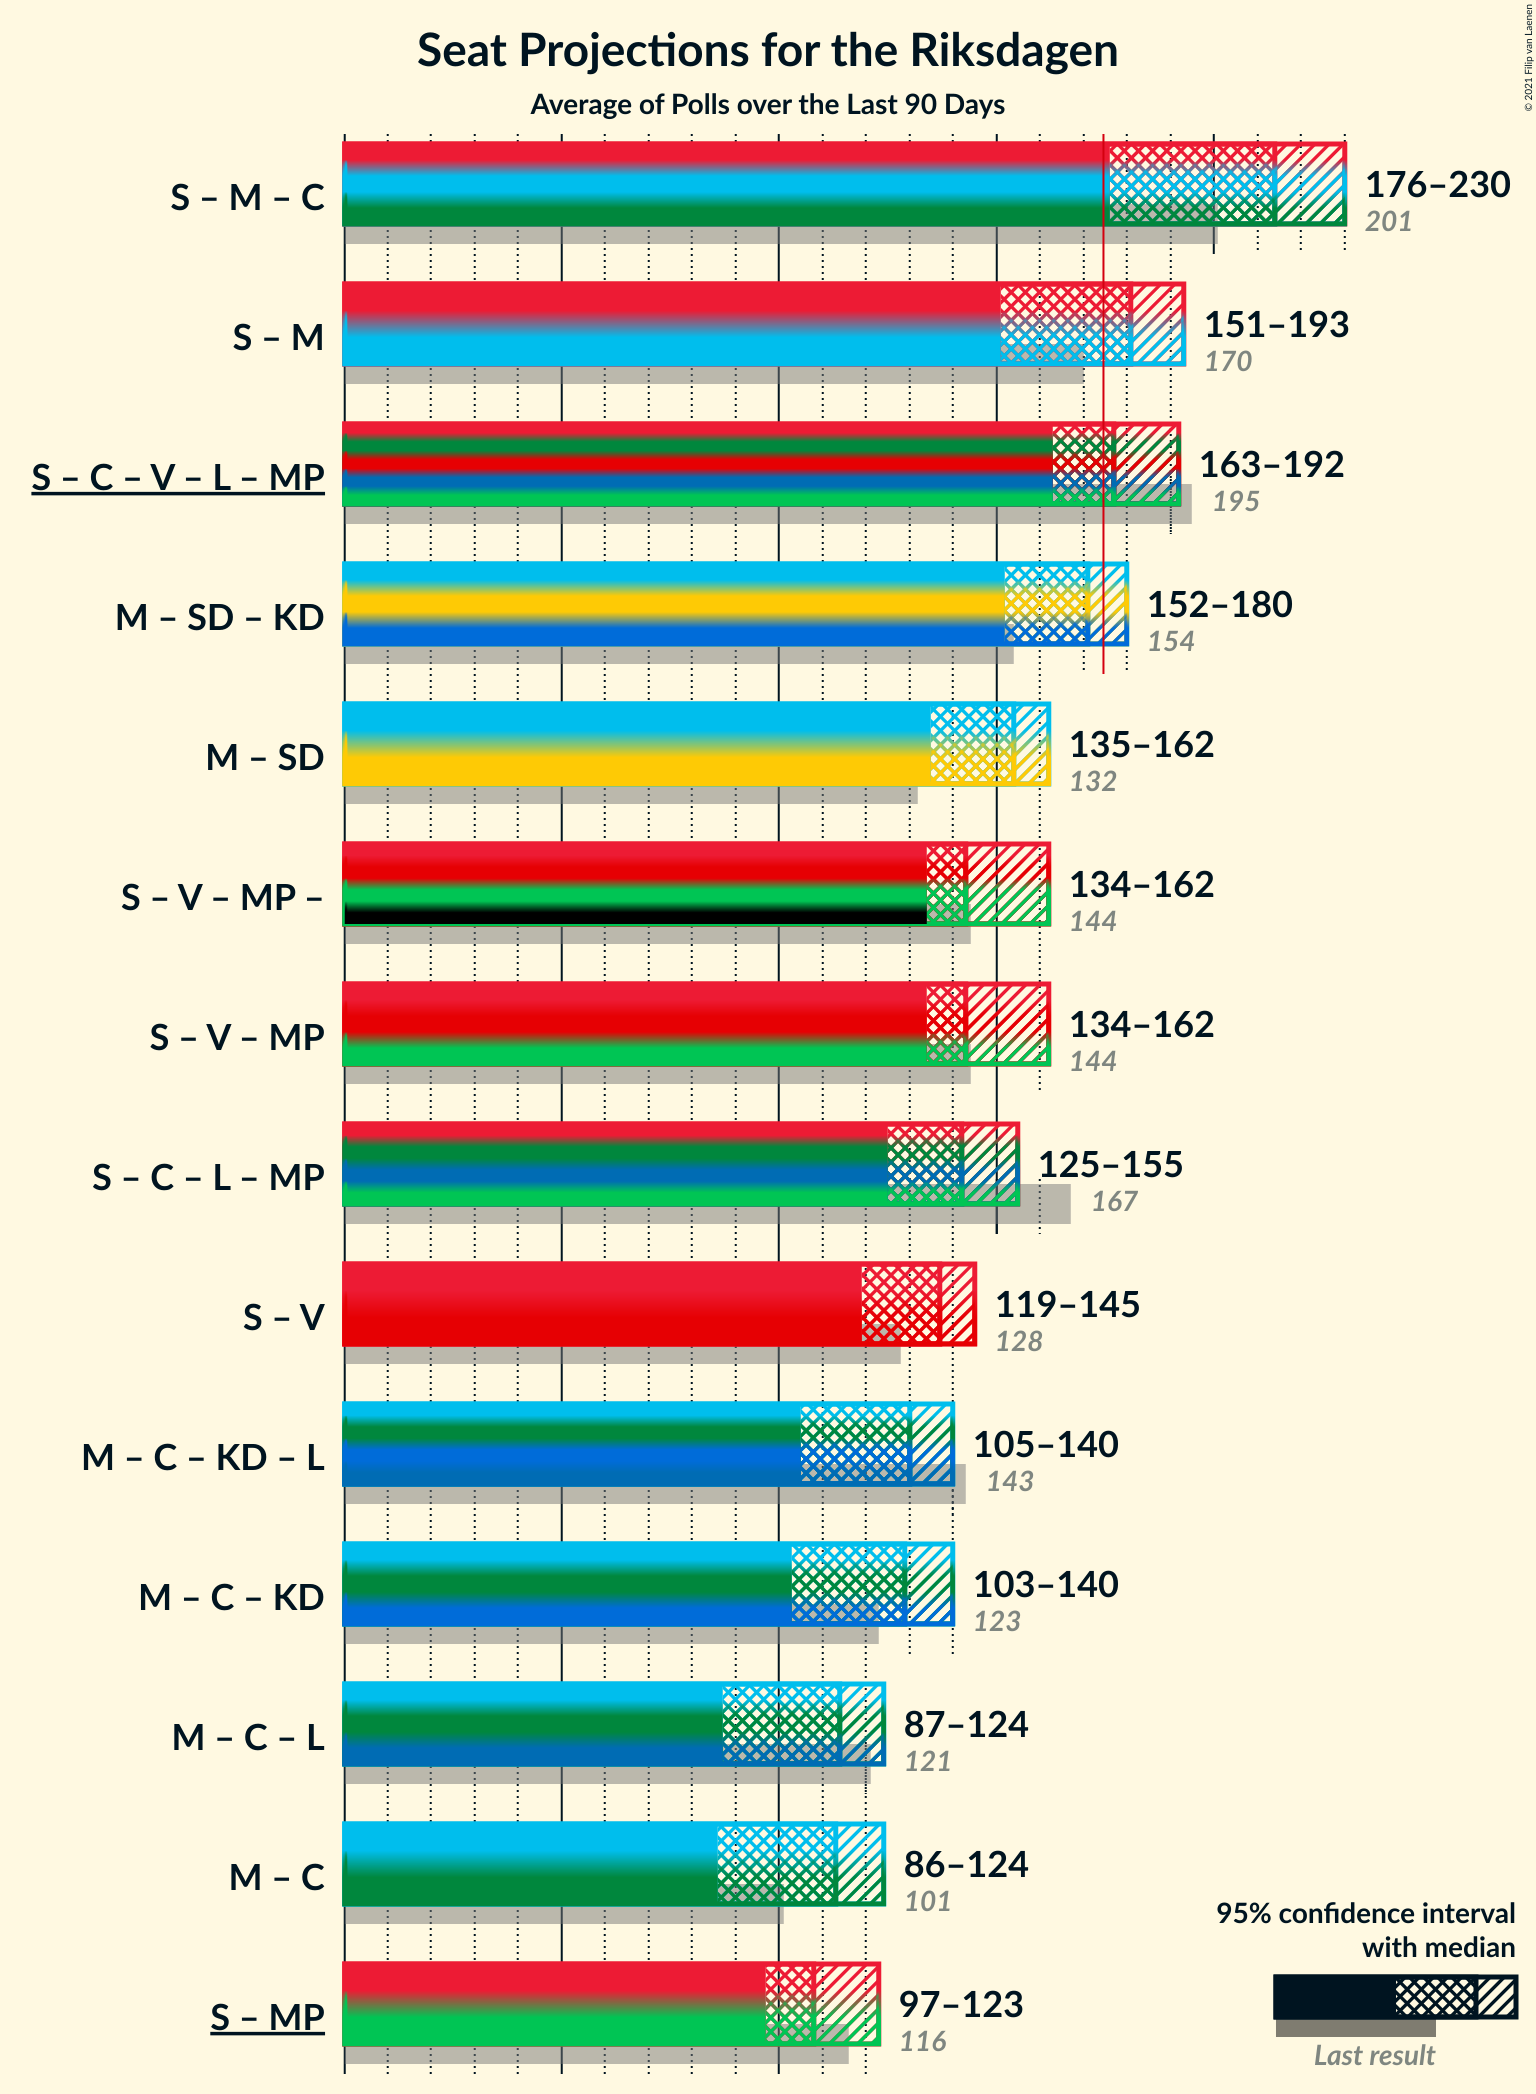 Seat Projections for the Riksdagen
Average of Polls over the Last 90 Days
© 2021 Filip van Laenen
S – M – C
176–230
201
S – M
151–193
170
S – C – V – L – MP
163–192
195
M – SD – KD
152–180
154
M – SD
135–162
132
S – V – MP –
134–162
144
S – V – MP
134–162
144
S – C – L – MP
125–155
167
S – V
119–145
128
M – C – KD – L
105–140
143
M – C – KD
103–140
123
M – C – L
87–124
121
M – C
86–124
101
S – MP
97–123
116
95% confidence interval
with median
Last result